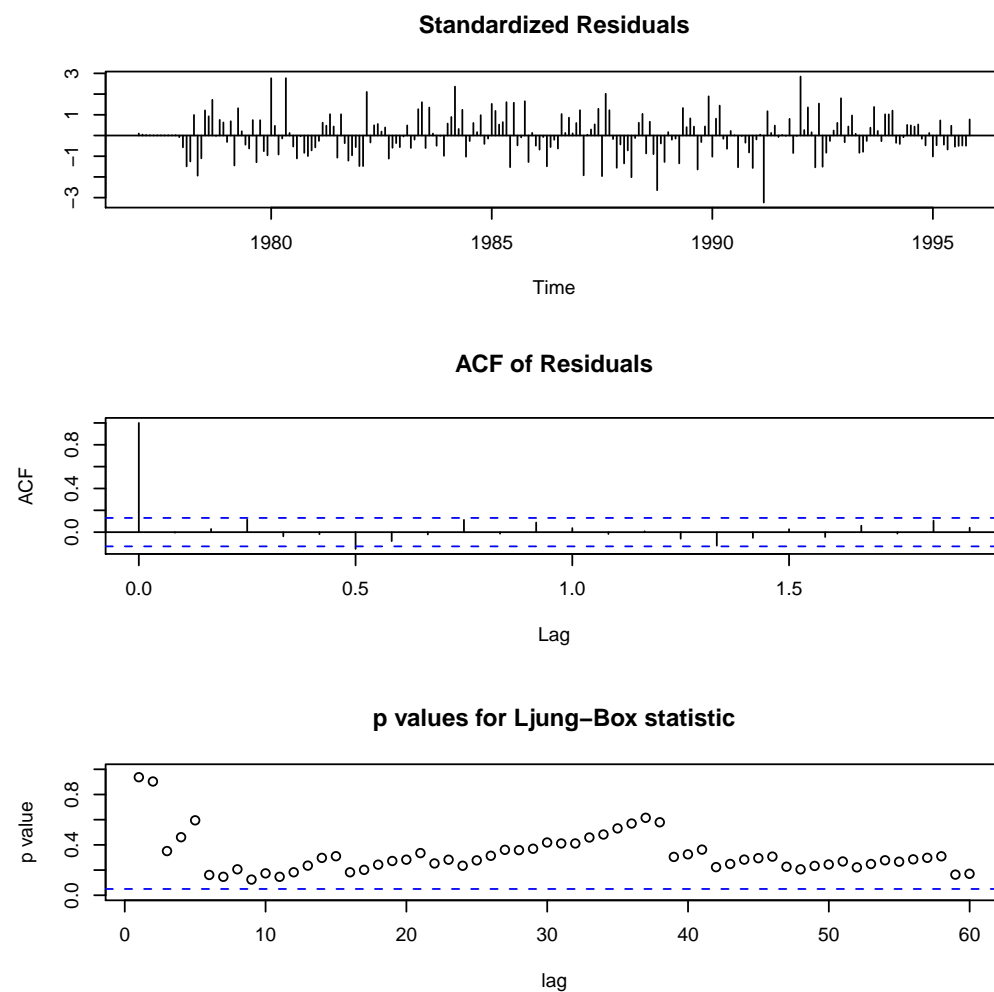 Standardized Residuals
3
1
−1
−3
1980 1985 1990 1995
Time
ACF of Residuals
ACF
0.8
0.4
0.0
0.0 0.5 1.0 1.5
Lag
p values for Ljung−Box statistic
p value
0.8
0.4
0.0
0 10 20 30 40 50 60
lag